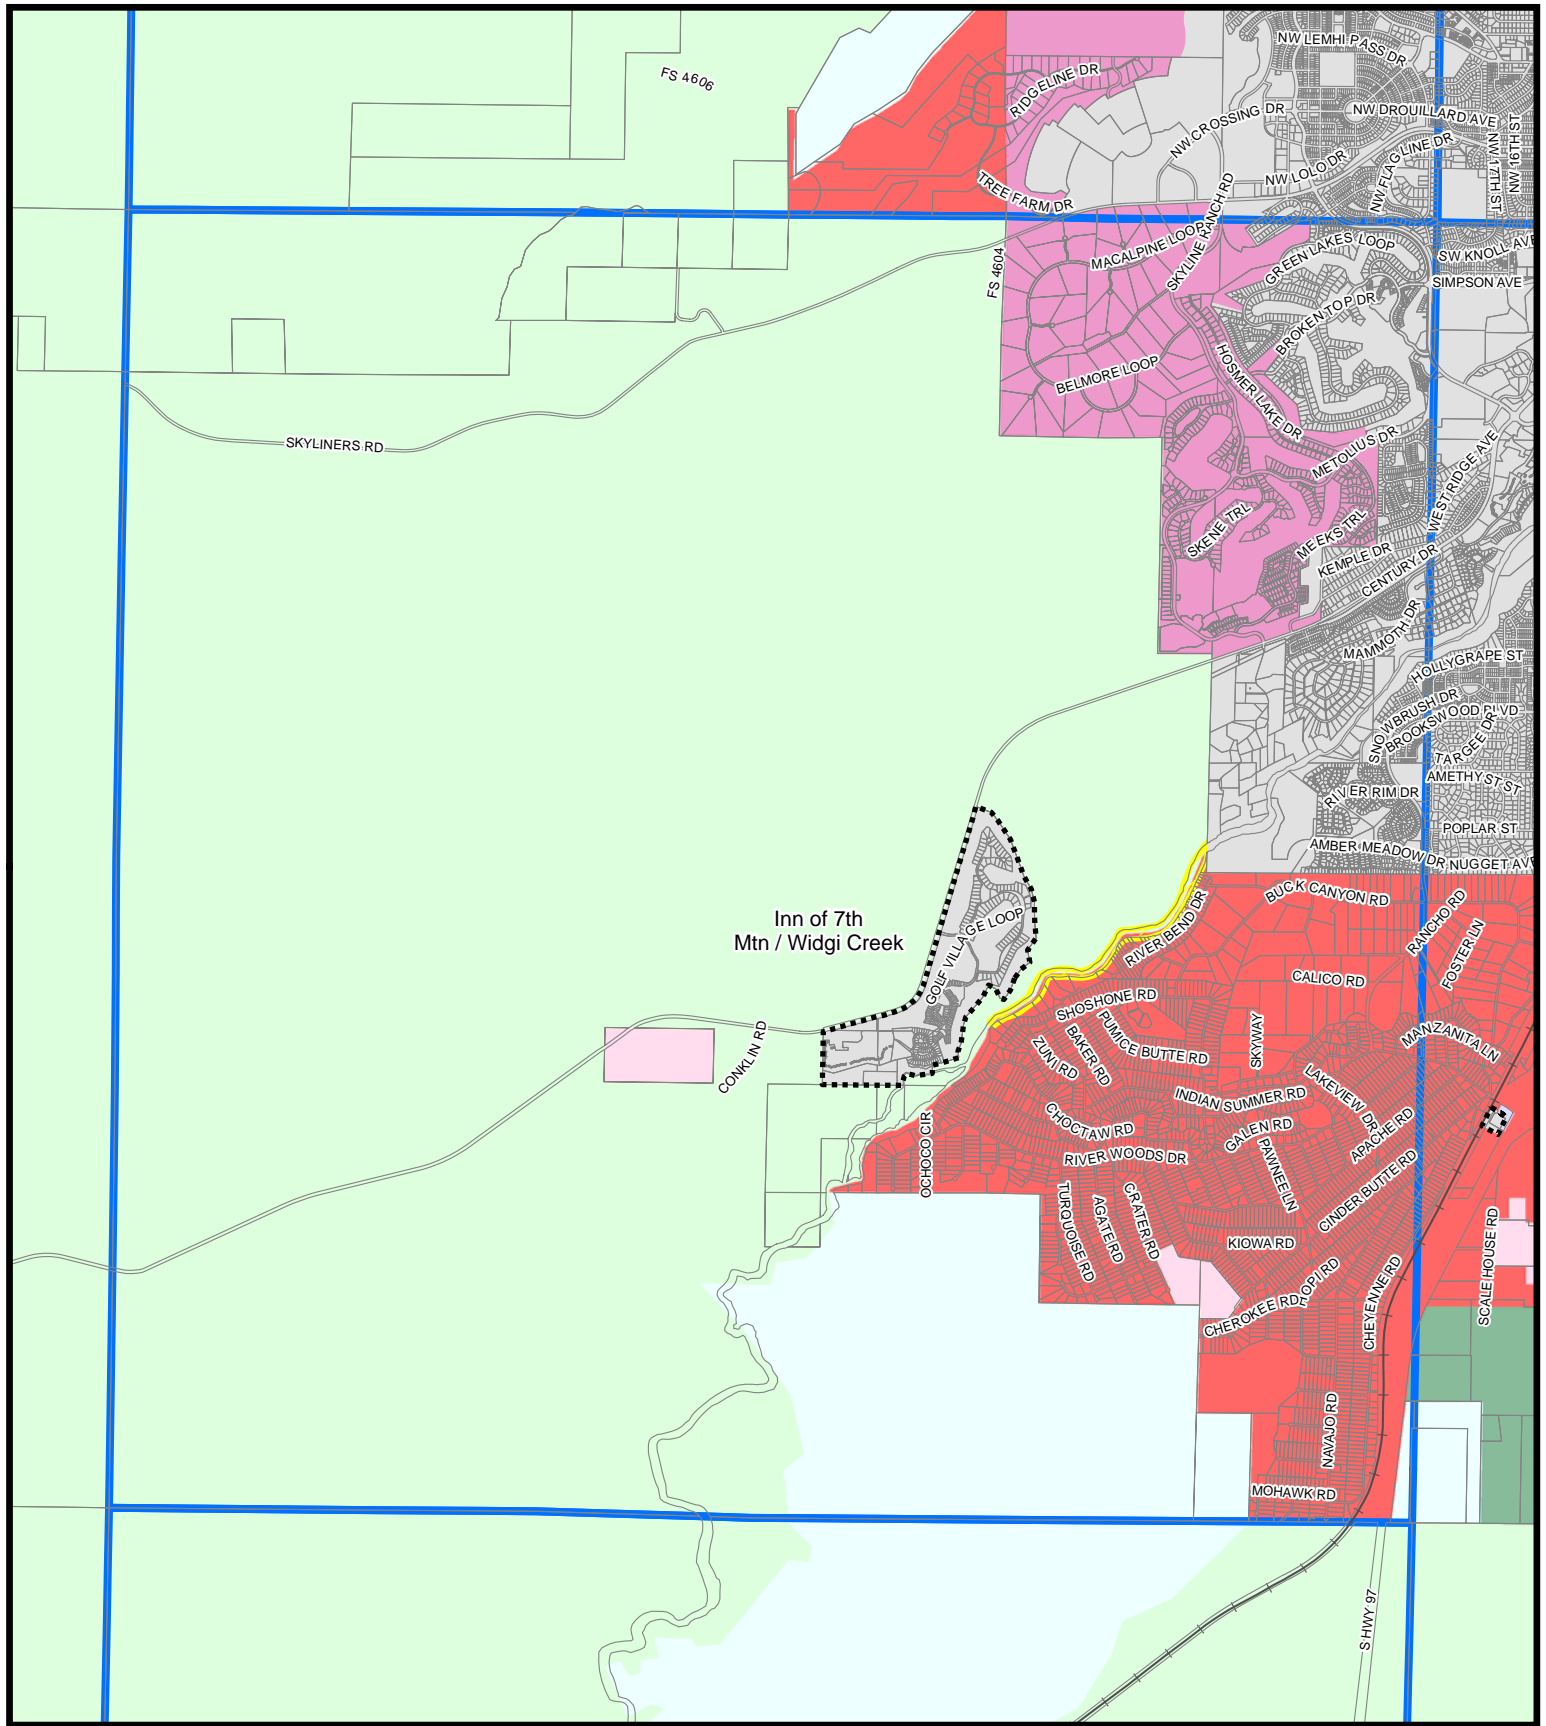 NW LEMHI PASS DR
FS 4606
RIDGELINE DR
NW CROSSING DR
NW DROUILLARD AVE
NW 17TH ST
NW 16TH ST
NW FLAGLINE DR
NW LOLO DR
TREE FARM DR
SKYLINE RANCH RD
MACALPINE LOOP
GREEN LAKES LOOP
SW KNOLL AVE
SIMPSON AVE
FS 4604
BROKEN TOP DR
BELMORE LOOP
HOSMER LAKE DR
SKYLINERS RD
METOLIUS DR
WEST RIDGE AVE
SKENE TRL
MEEKS TRL
KEMPLE DR
CENTURY DR
MAMMOTH DR
HOLLYGRAPE ST
SNOWBRUSH DR
BROOKSWOOD BLVD
TARGEE DR
AMETHYST ST
RIVER RIM DR
POPLAR ST
AMBER MEADOW DR
NUGGET AVE
BUCK CANYON RD
RANCHO RD
FOSTER LN
Inn of 7th
Mtn / Widgi Creek
GOLF VILLAGE LOOP
RIVER BEND DR
CALICO RD
SHOSHONE RD
PUMICE BUTTE RD
SKYWAY
MANZANITA LN
ZUNI RD
BAKER RD
CONKLIN RD
INDIAN SUMMER RD
LAKEVIEW DR
CHOCTAW RD
GALEN RD
APACHE RD
OCHOCO CIR
RIVER WOODS DR
PAWNEE LN
CINDER BUTTE RD
TURQUOISE RD
AGATE RD
CRATER RD
KIOWA RD
SCALE HOUSE RD
HOPI RD
CHEROKEE RD
CHEYENNE RD
NAVAJO RD
MOHAWK RD
S HWY 97